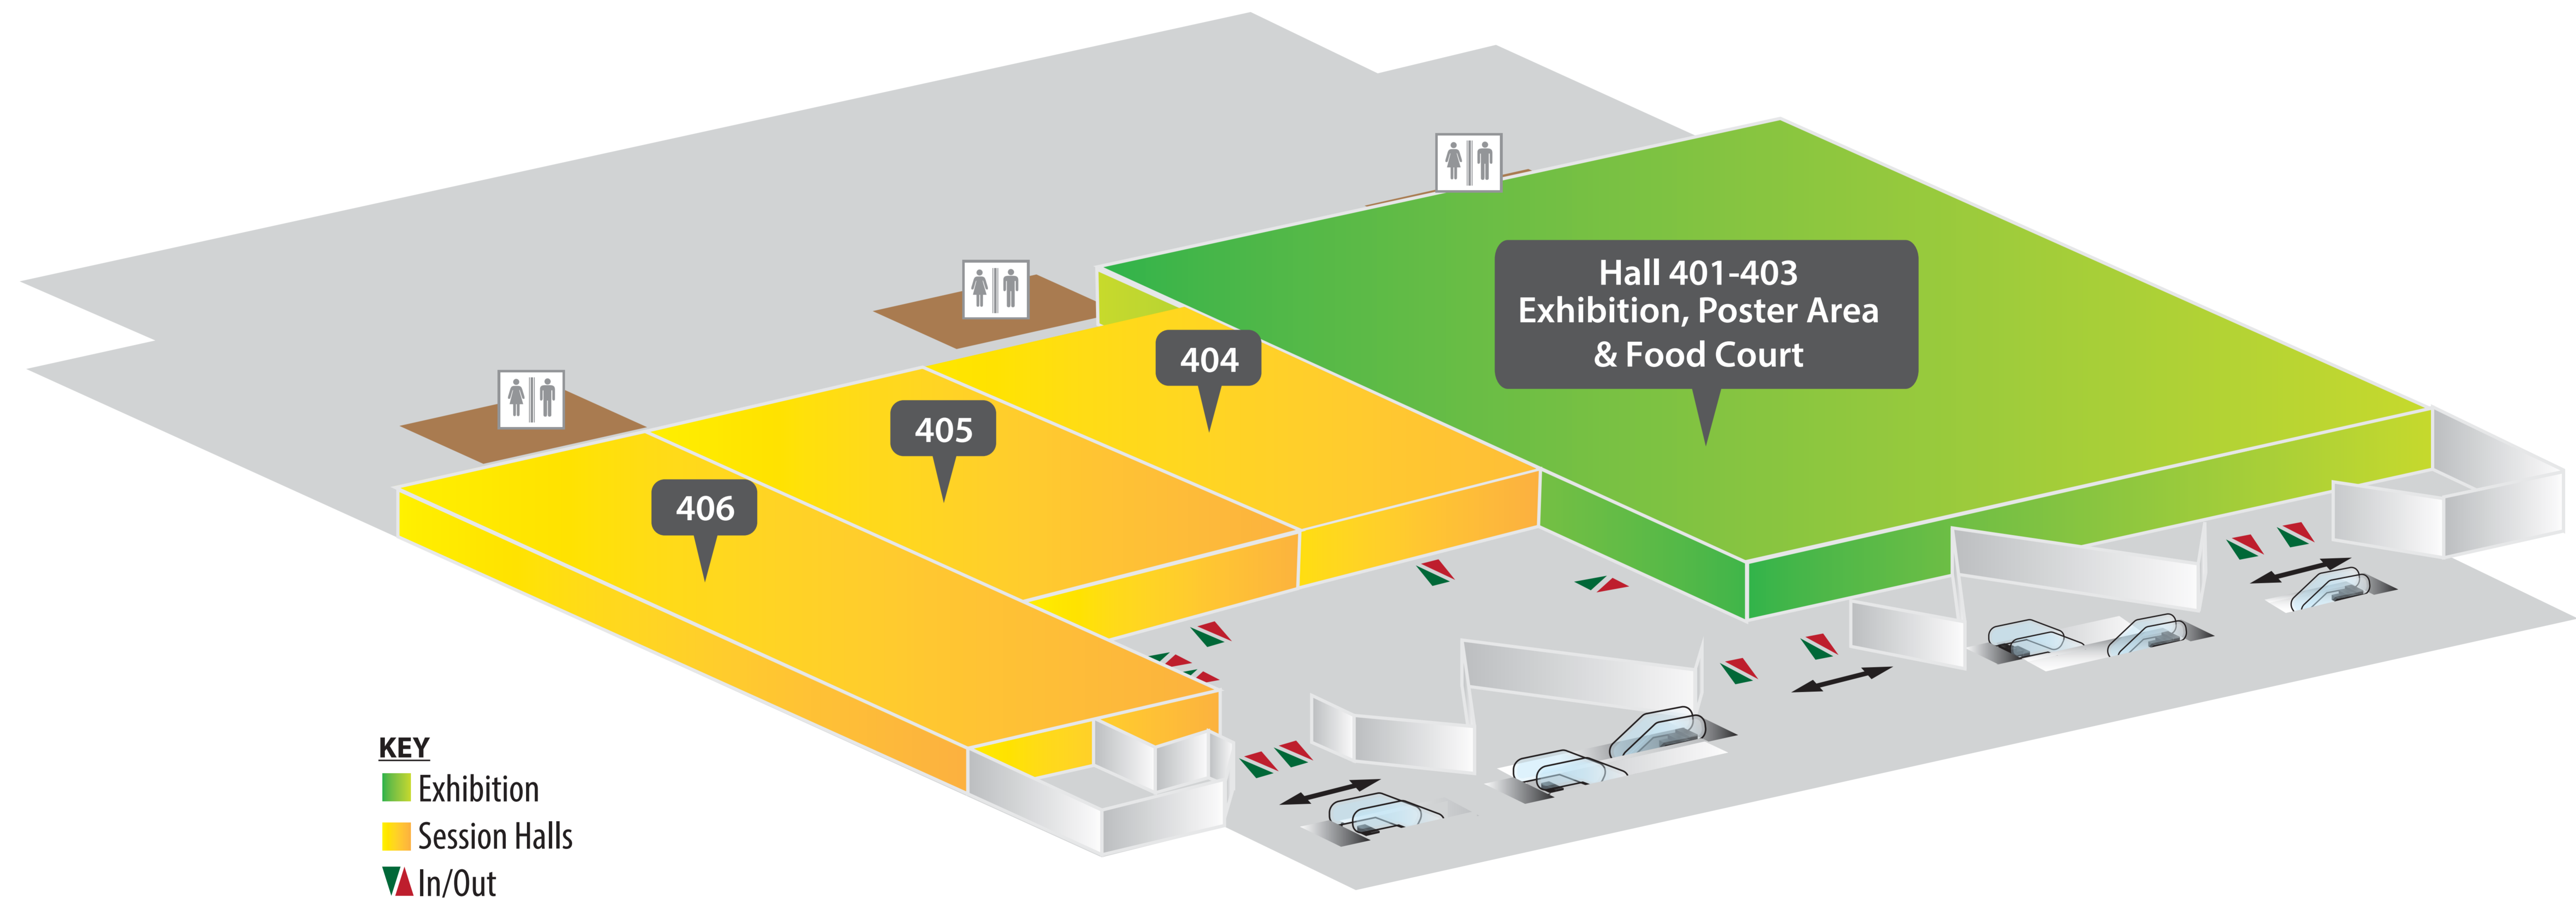 Hall 401-403
Exhibition, Poster Area
& Food Court
404
405
406
KEY
Exhibition
Session Halls
In/Out